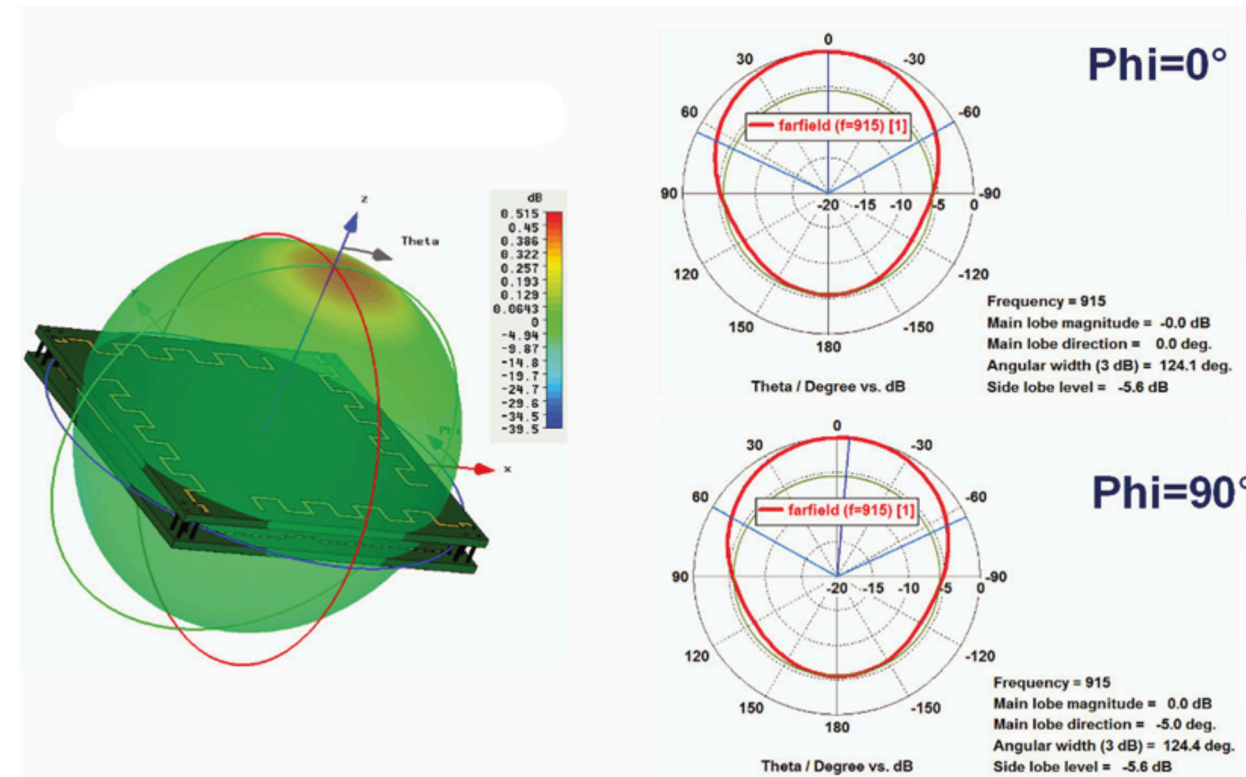 z
Theta
Phi
x
dB
0.515
0.45
0.386
0.322
0.257
0.193
0.129
0.0643
0
-4.94
-9.87
-14.8
-19.7
-24.7
-29.6
-34.5
-39.5
Phi=0°
0
30
-30
60
-60
farfield (f=915) [1]
90
-20 -15 -10 -5 0
-90
120
-120
150
-150
180
Theta / Degree vs. dB
Frequency = 915
Main lobe magnitude = -0.0 dB
Main lobe direction = 0.0 deg.
Angular width (3 dB) = 124.1 deg.
Side lobe level = -5.6 dB
Phi=90°
0
30
-30
60
-60
farfield (f=915) [1]
90
-20 -15 -10 -5 0
-90
120
-120
150
-150
180
Theta / Degree vs. dB
Frequency = 915
Main lobe magnitude = 0.0 dB
Main lobe direction = -5.0 deg.
Angular width (3 dB) = 124.4 deg.
Side lobe level = -5.6 dB